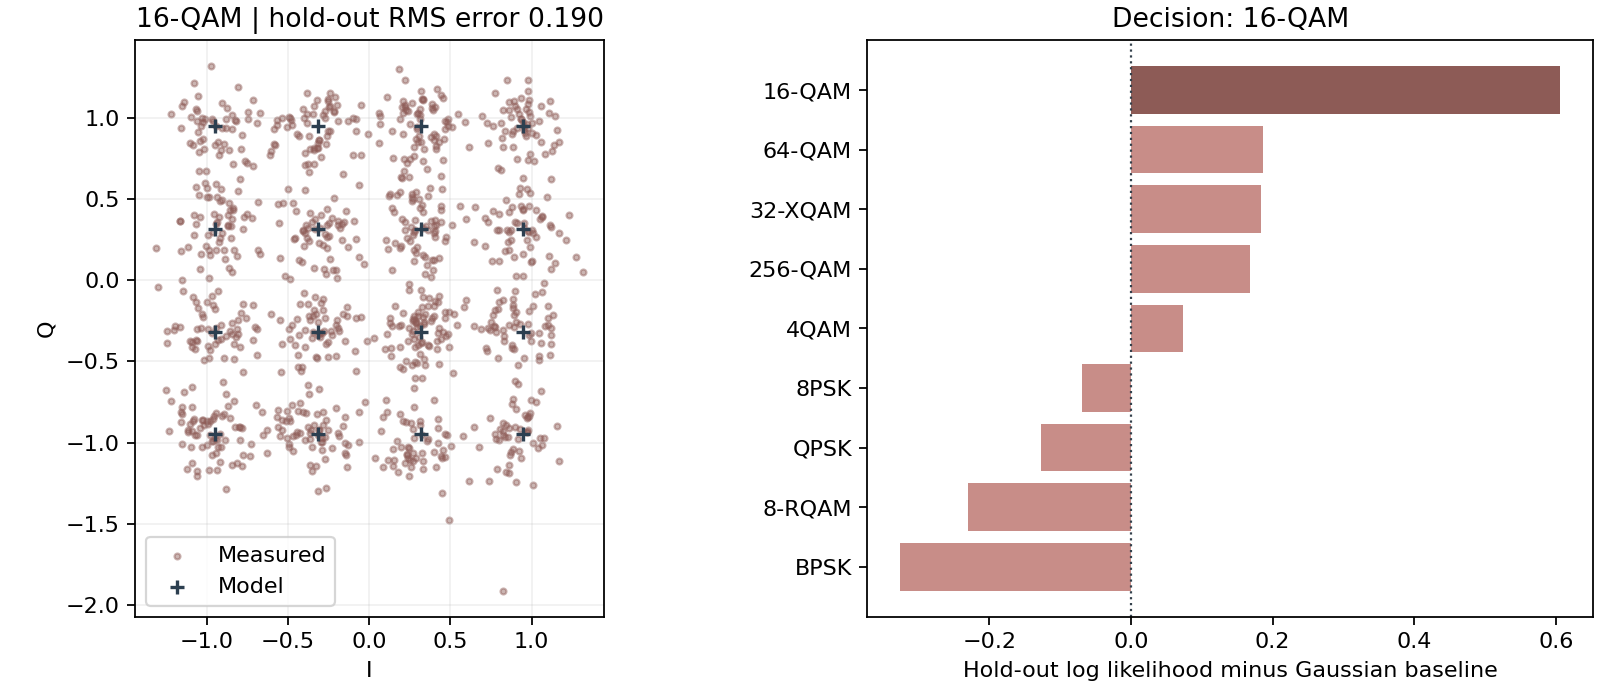 16-QAM | hold-out RMS error 0.190
1.0
0.5
0.0
−0.5
−1.0
−1.5
−2.0
Q
−1.0
−0.5
0.0
0.5
1.0
I
Measured
Model
Decision: 16-QAM
16-QAM
64-QAM
32-XQAM
256-QAM
4QAM
8PSK
QPSK
8-RQAM
BPSK
−0.2
0.0
0.2
0.4
0.6
Hold-out log likelihood minus Gaussian baseline